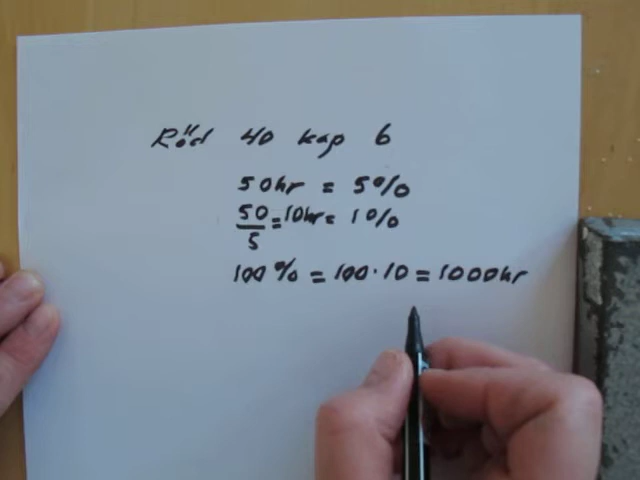 Röd 40 kap 6
50kr = 5%
50/5 = 10kr = 1%
100% = 100·10 = 1000kr